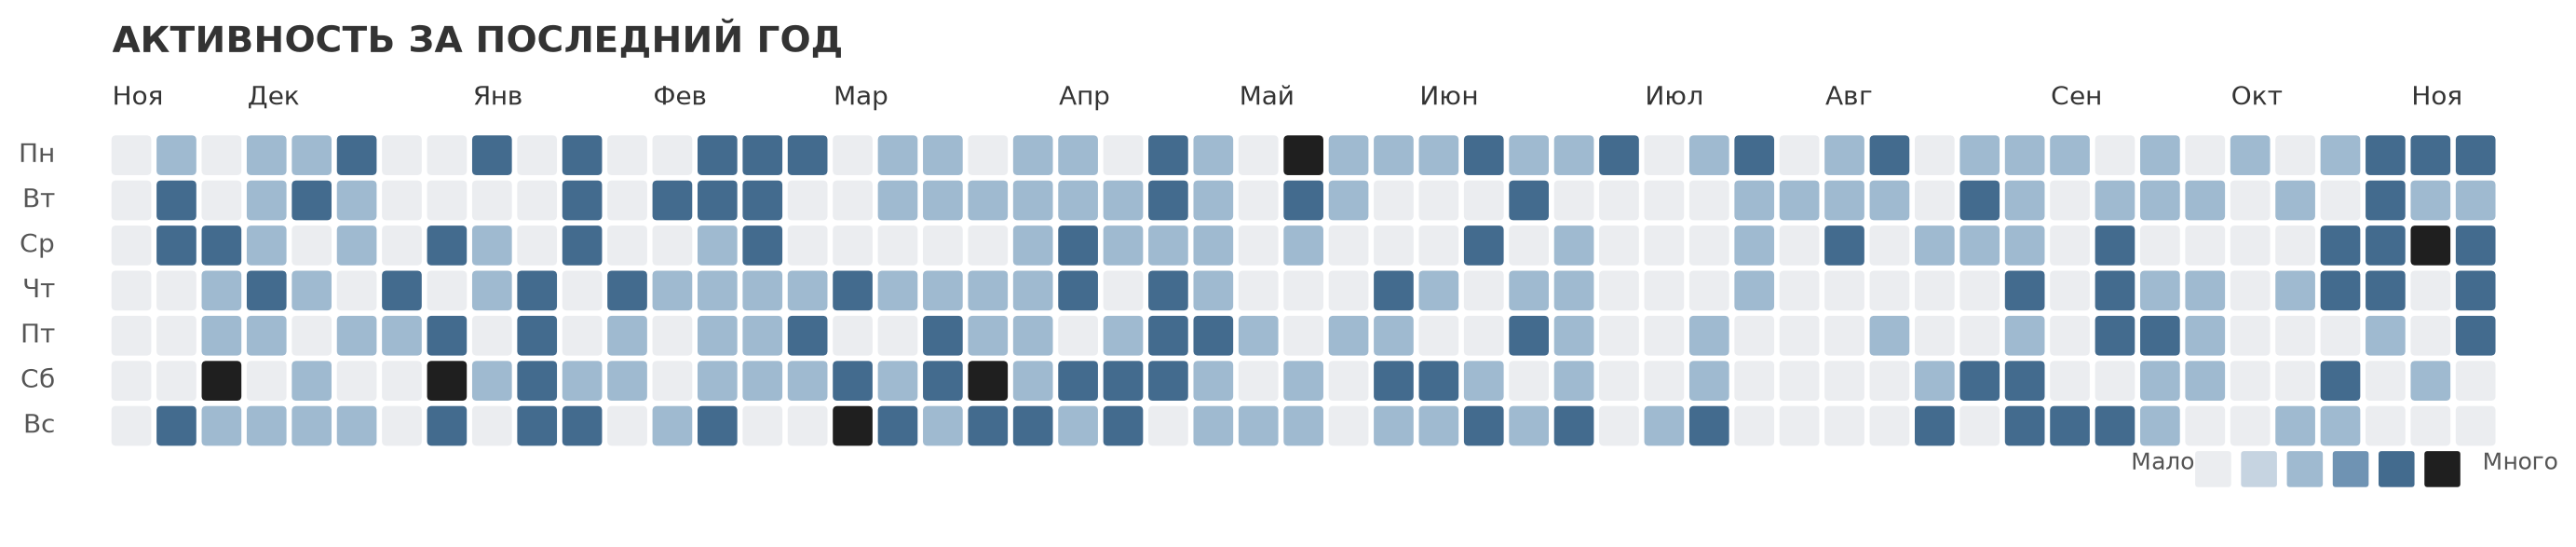 АКТИВНОСТЬ ЗА ПОСЛЕДНИЙ ГОД
Ноя Дек Янв Фев Мар Апр Май Июн Июл Авг Сен Окт Ноя
Пн
Вт
Ср
Чт
Пт
Сб
Вс
Мало Много